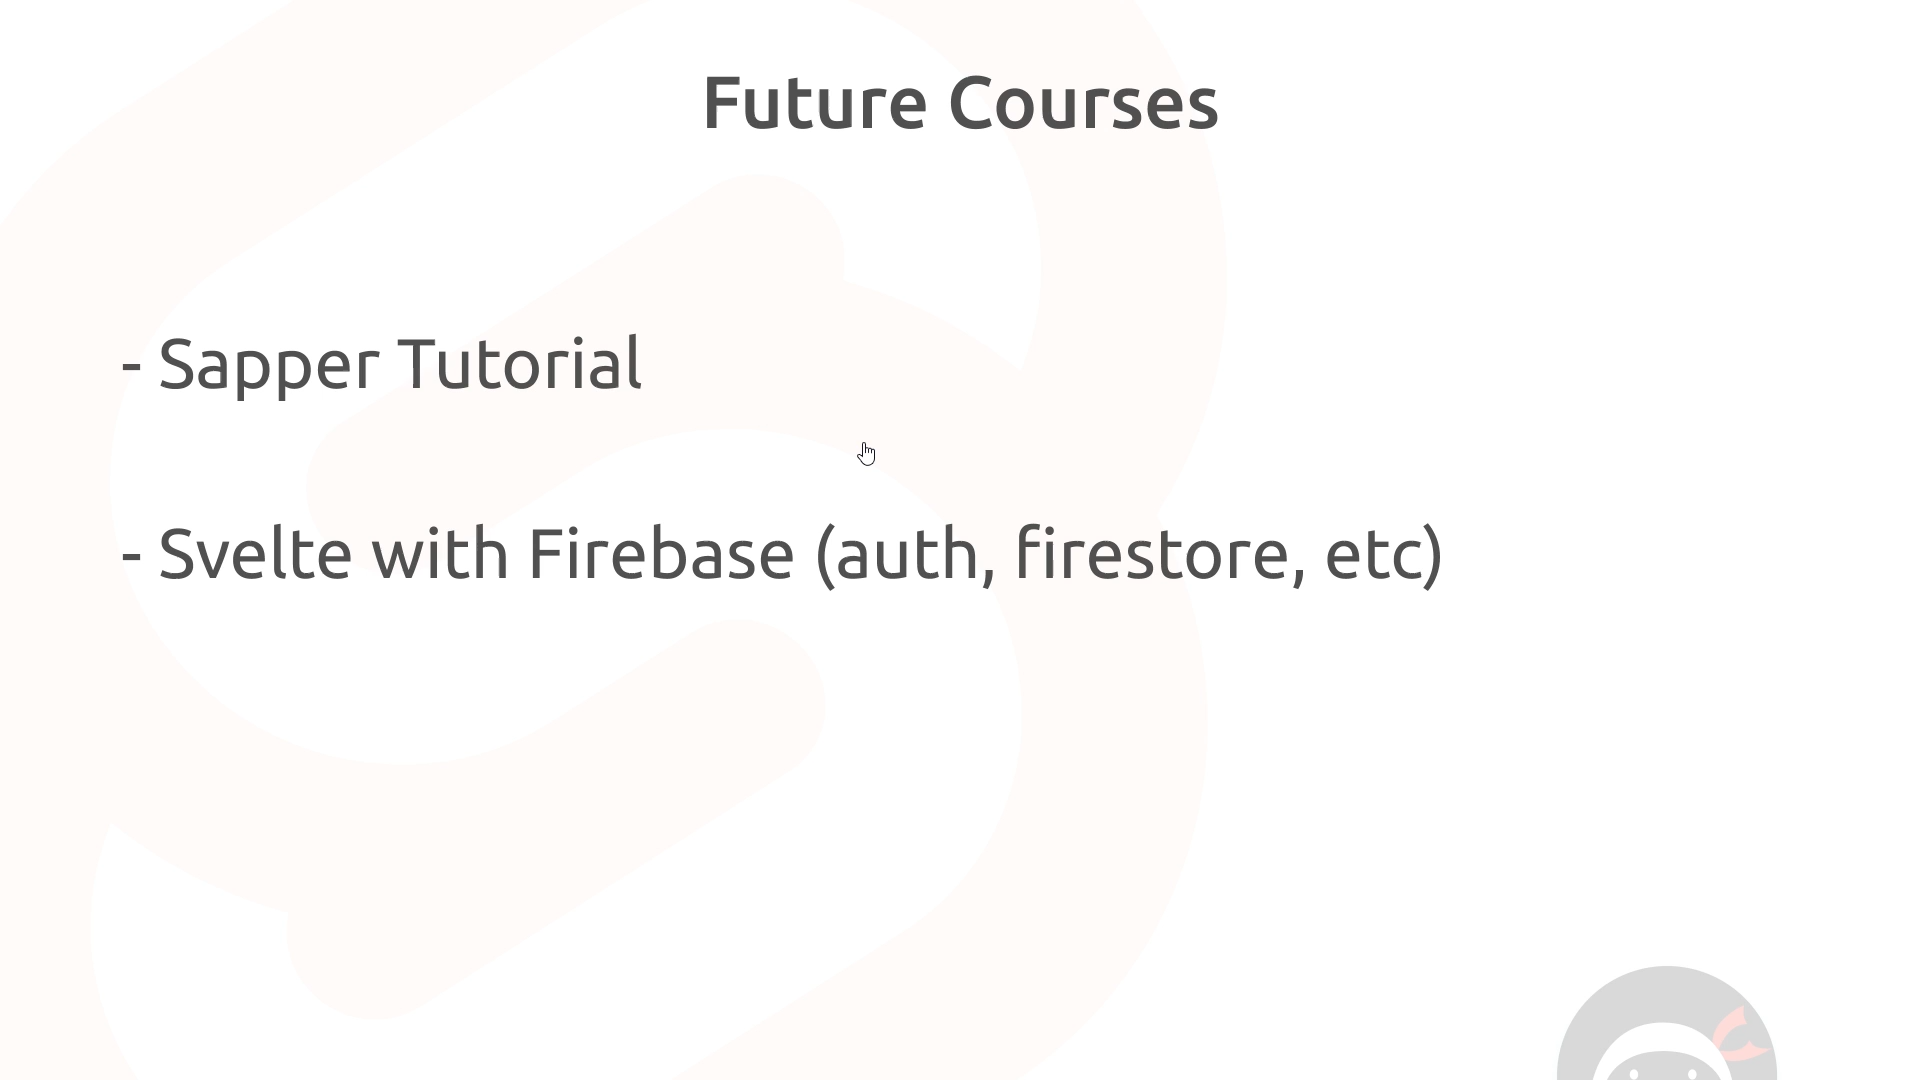 Future Courses
- Sapper Tutorial
- Svelte with Firebase (auth, firestore, etc)